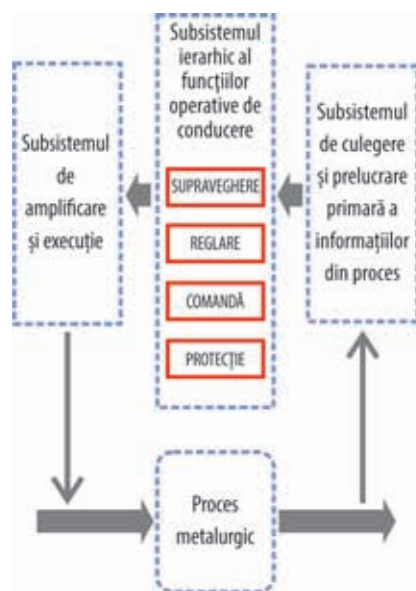 Subsistemul
de
amplificare
și execuție
Subsistemul
ierarhic al
funcțiilor
operative de
conducere
SUPRAVEGHERE
REGLARE
COMANDĂ
PROTECȚIE
Subsistemul
de culegere
și prelucrare
primară a
informațiilor
din proces
Proces
metalurgic